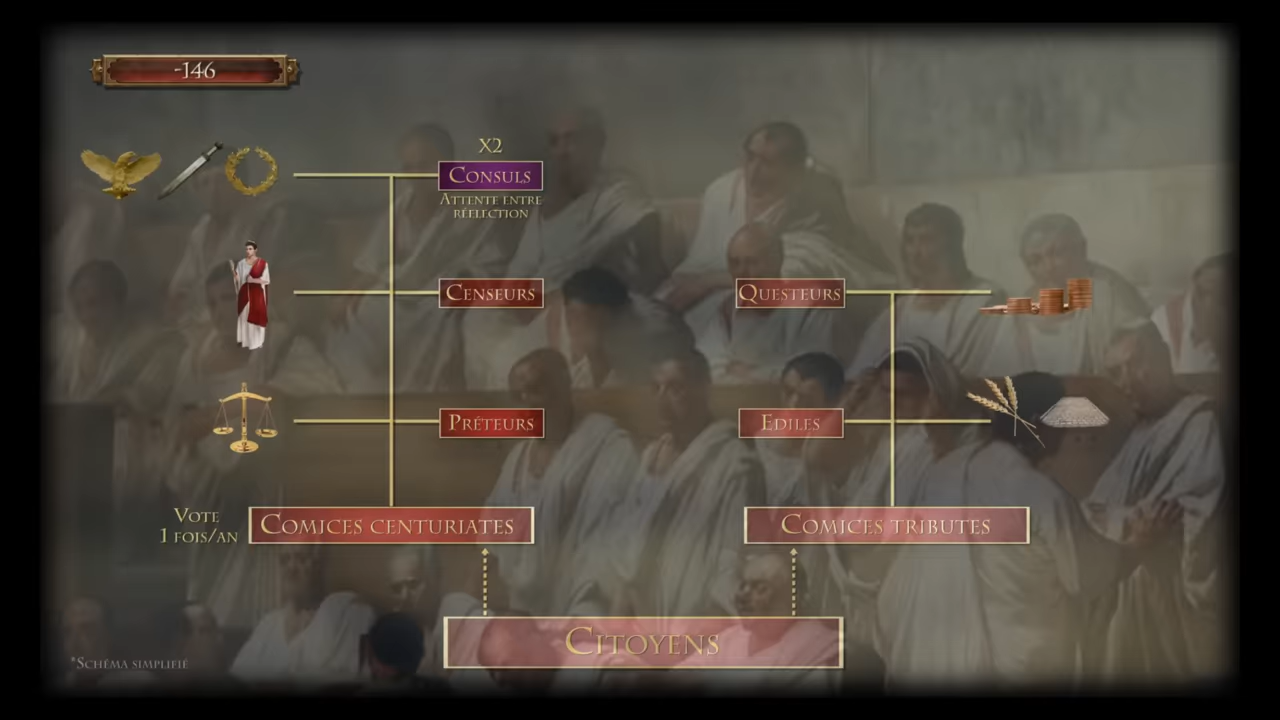 -146
X2
CONSULS
ATTENTE ENTRE
RÉELECTION
CENSEURS
QUESTEURS
PRÉTEURS
EDILES
VOTE
1 FOIS/AN
COMICES CENTURIATES
COMICES TRIBUTES
CITOYENS
*SCHÉMA SIMPLIFIÉ